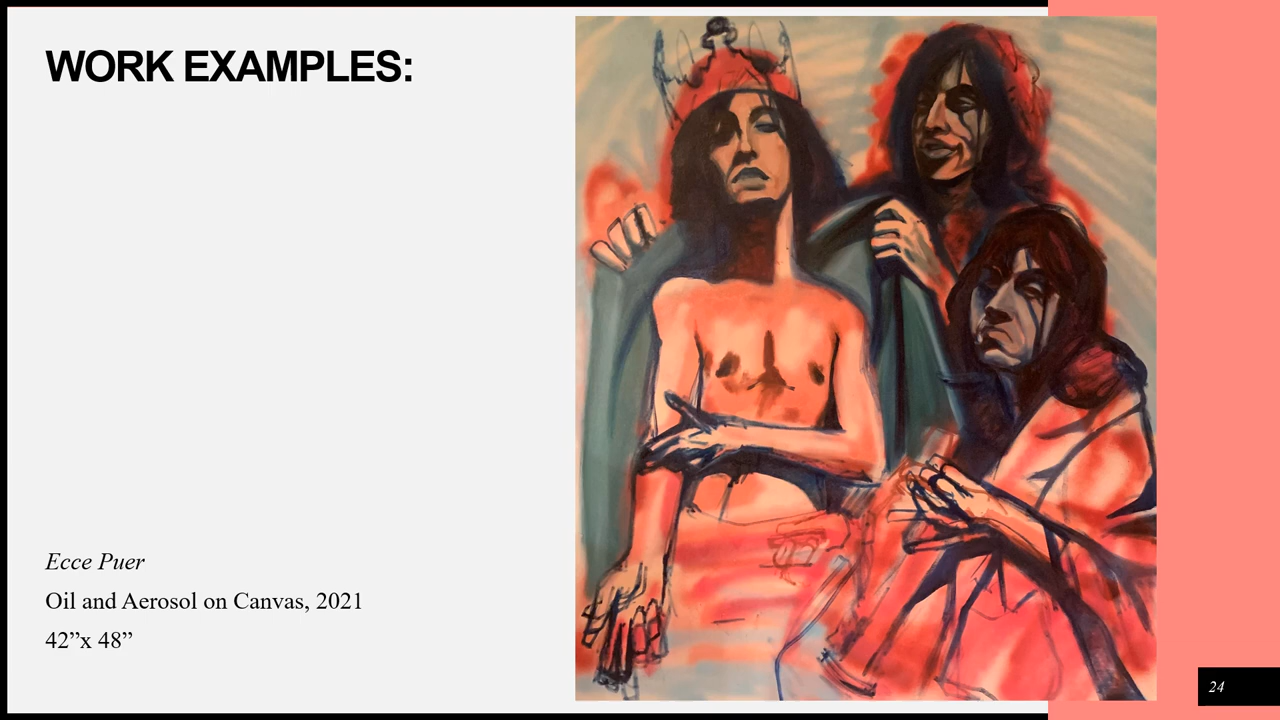 WORK EXAMPLES:
Ecce Puer
Oil and Aerosol on Canvas, 2021
42”x 48”
24